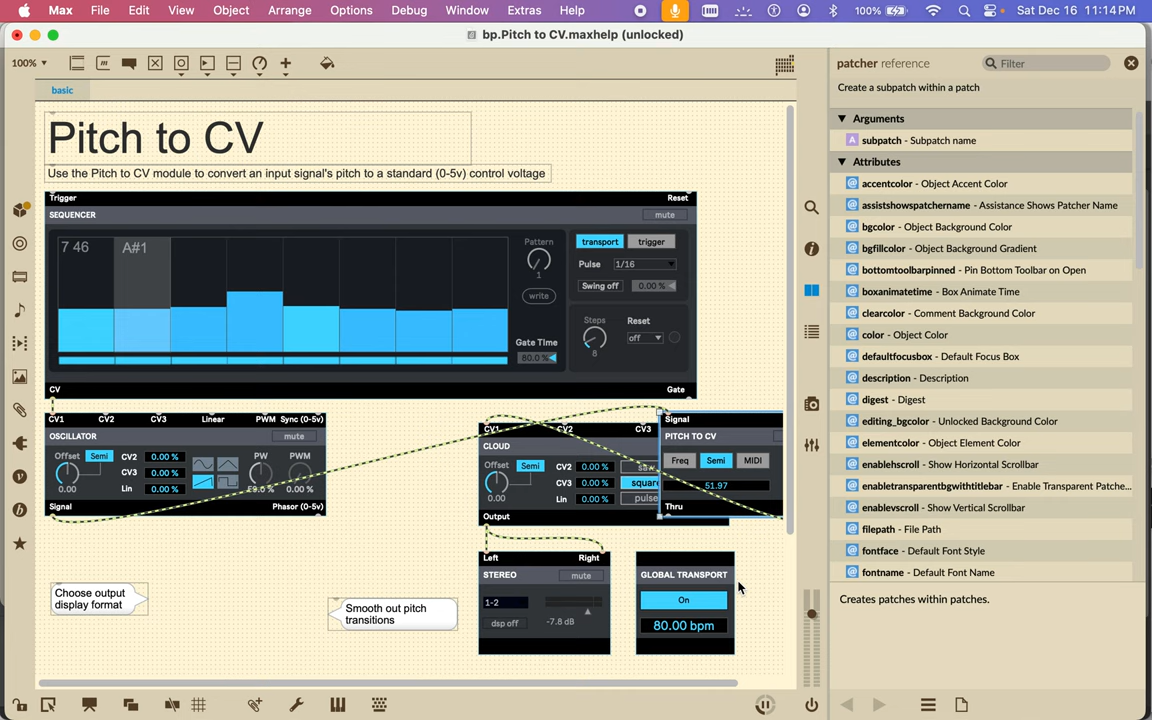 Max File Edit View Object Arrange Options Debug Window Extras Help 100% Sat Dec 16 11:14 PM
bp.Pitch to CV.maxhelp (unlocked)
100%
patcher reference
Filter
basic
Create a subpatch within a patch
Pitch to CV
Use the Pitch to CV module to convert an input signal's pitch to a standard (0-5v) control voltage
Trigger Reset
SEQUENCER mute
7 46 A#1
Pattern
1
write
Gate Time
80.0 %
transport trigger
Pulse 1/16
Swing off 0.00 %
Steps Reset
off
8
CV Gate
CV1 CV2 CV3 Linear PWM Sync (0-5v)
OSCILLATOR mute
Offset Semi CV2 0.00 % PW PWM
CV3 0.00 %
0.00 Lin 0.00 % 0.00 %
Signal Phasor (0-5v)
CV1 CV2 CV3
CLOUD
Offset Semi CV2 0.00 % saw
CV3 0.00 % square
0.00 Lin 0.00 % pulse
Output
Signal
PITCH TO CV
Freq Semi MIDI
51.97
Thru
Left Right
STEREO mute
1-2
dsp off -7.8 dB
GLOBAL TRANSPORT
On
80.00 bpm
Choose output
display format
Smooth out pitch
transitions
Arguments
A subpatch - Subpatch name
Attributes
@ accentcolor - Object Accent Color
@ assistshowspatchername - Assistance Shows Patcher Name
@ bgcolor - Object Background Color
@ bgfillcolor - Object Background Gradient
@ bottomtoolbarpinned - Pin Bottom Toolbar on Open
@ boxanimatetime - Box Animate Time
@ clearcolor - Comment Background Color
@ color - Object Color
@ defaultfocusbox - Default Focus Box
@ description - Description
@ digest - Digest
@ editing_bgcolor - Unlocked Background Color
@ elementcolor - Object Element Color
@ enablehscroll - Show Horizontal Scrollbar
@ enabletransparentbgwithtitlebar - Enable Transparent Patche...
@ enablevscroll - Show Vertical Scrollbar
@ filepath - File Path
@ fontface - Default Font Style
@ fontname - Default Font Name
Creates patches within patches.